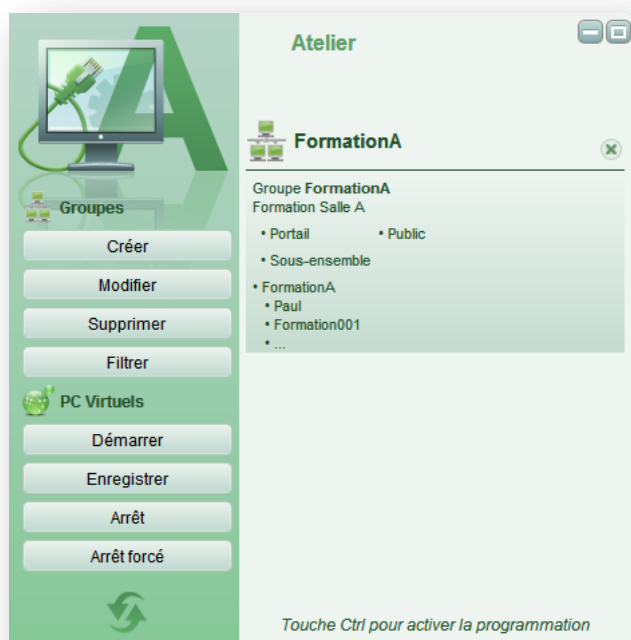 A
Atelier
Groupes
Créer
Modifier
Supprimer
Filtrer
PC Virtuels
Démarrer
Enregistrer
Arrêt
Arrêt forcé
FormationA
Groupe FormationA
Formation Salle A
• Portail • Public
• Sous-ensemble
• FormationA
• Paul
• Formation001
• ...
Touche Ctrl pour activer la programmation